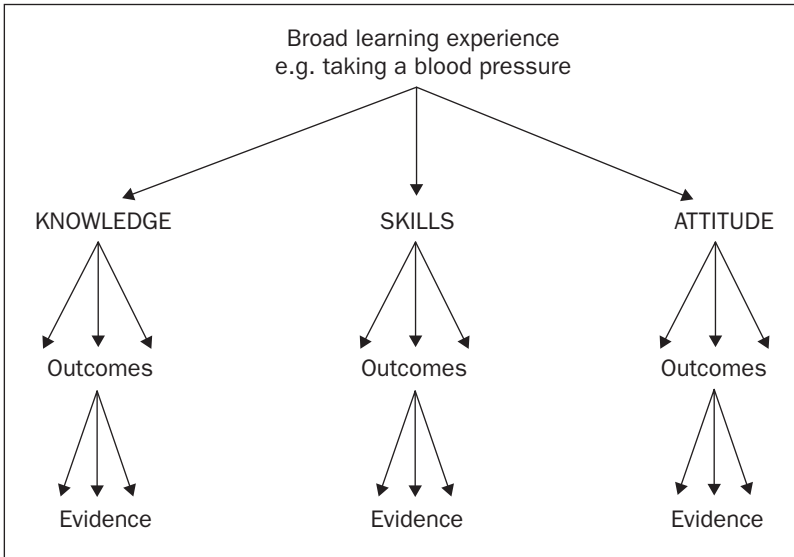 Broad learning experience
e.g. taking a blood pressure
KNOWLEDGE SKILLS ATTITUDE
Outcomes Outcomes Outcomes
Evidence Evidence Evidence